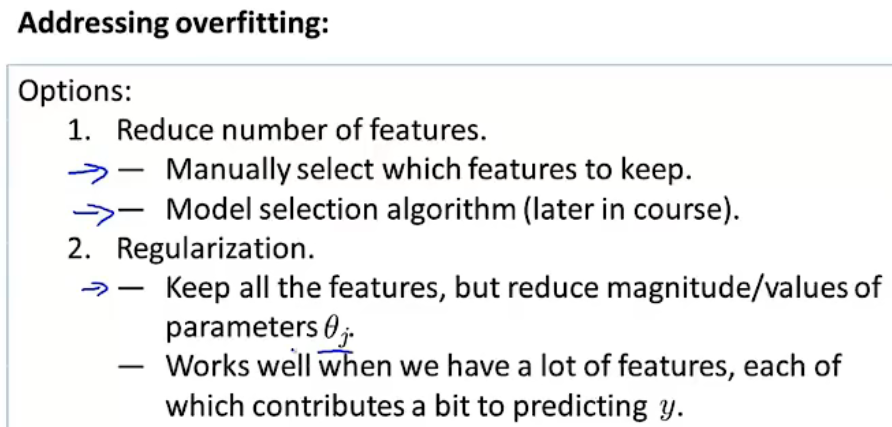 Addressing overfitting:
Options:
1. Reduce number of features.
— Manually select which features to keep.
— Model selection algorithm (later in course).
2. Regularization.
— Keep all the features, but reduce magnitude/values of
parameters θⱼ.
— Works well when we have a lot of features, each of
which contributes a bit to predicting y.